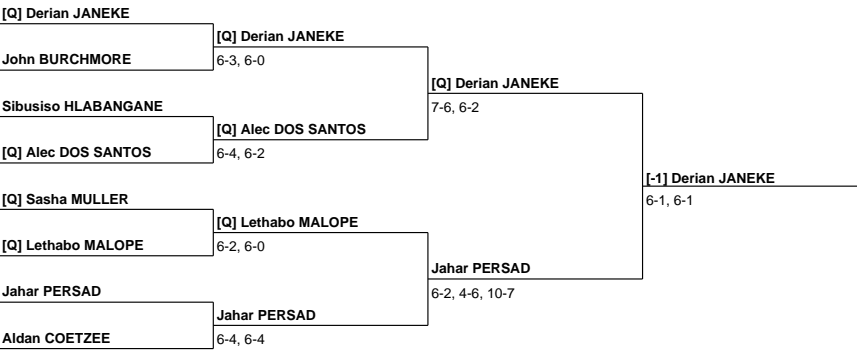 [Q] Derian JANEKE
John BURCHMORE
Sibusiso HLABANGANE
[Q] Alec DOS SANTOS
[Q] Sasha MULLER
[Q] Lethabo MALOPE
Jahar PERSAD
Aldan COETZEE
[Q] Derian JANEKE
6-3, 6-0
[Q] Alec DOS SANTOS
6-4, 6-2
[Q] Lethabo MALOPE
6-2, 6-0
Jahar PERSAD
6-4, 6-4
[Q] Derian JANEKE
7-6, 6-2
Jahar PERSAD
6-2, 4-6, 10-7
[-1] Derian JANEKE
6-1, 6-1